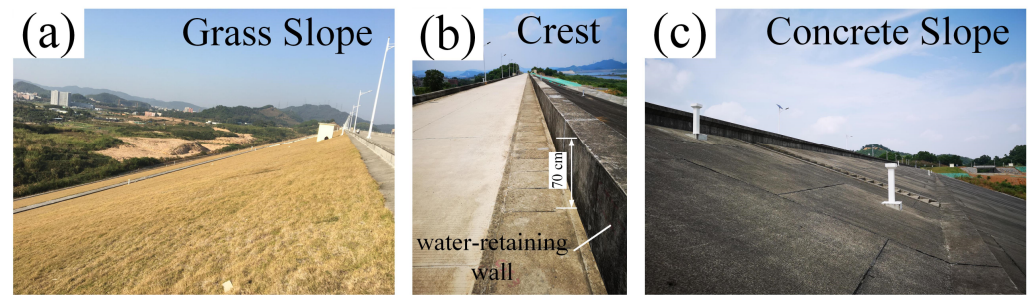 (a)
Grass Slope
(b)
Crest
70 cm
water-retaining
wall
(c)
Concrete Slope